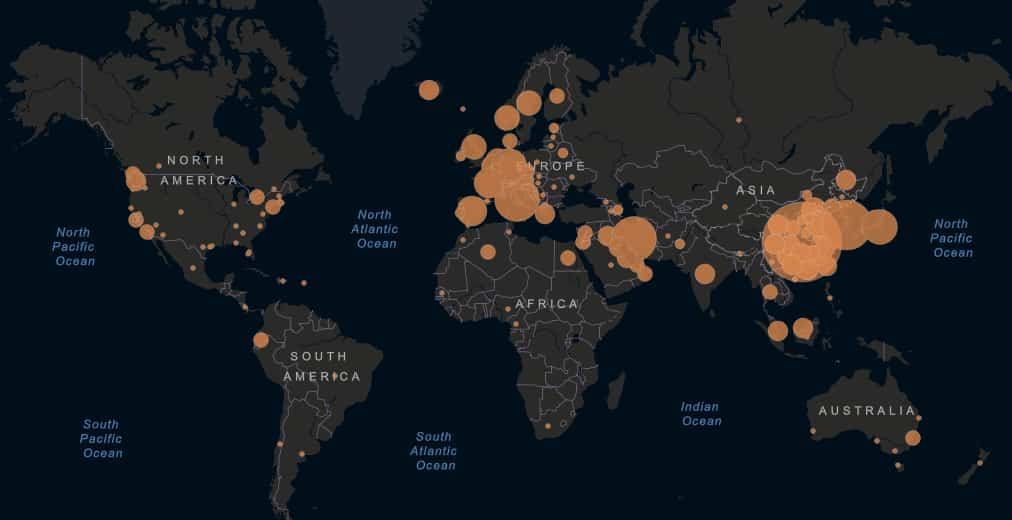 NORTH
AMERICA
EUROPE
ASIA
North
Pacific
Ocean
North
Atlantic
Ocean
North
Pacific
Ocean
AFRICA
SOUTH
AMERICA
South
Pacific
Ocean
South
Atlantic
Ocean
Indian
Ocean
AUSTRALIA